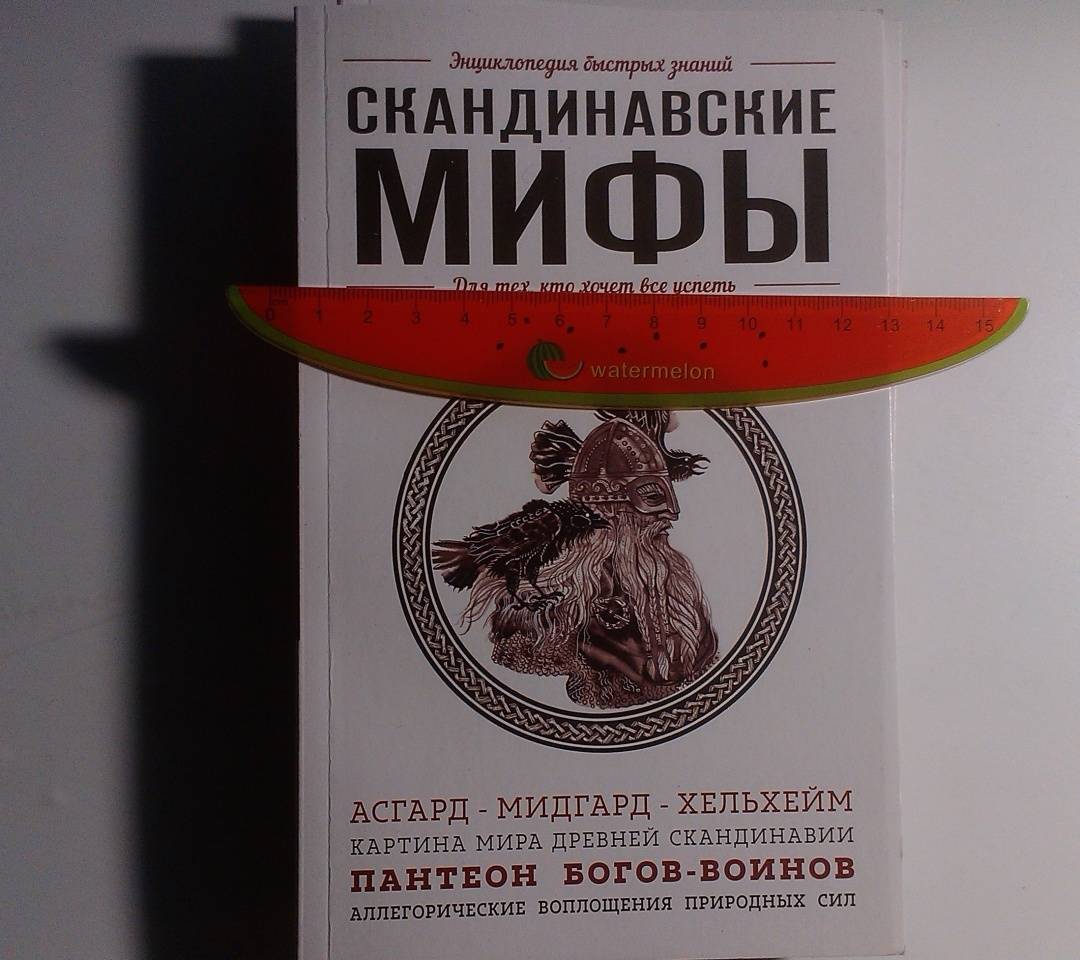 Энциклопедия быстрых знаний
СКАНДИНАВСКИЕ
МИФЫ
Для тех, кто хочет все успеть
cm
0 1 2 3 4 5 6 7 8 9 10 11 12 13 14 15
watermelon
АСГАРД - МИДГАРД - ХЕЛЬХЕЙМ
КАРТИНА МИРА ДРЕВНЕЙ СКАНДИНАВИИ
ПАНТЕОН БОГОВ-ВОИНОВ
АЛЛЕГОРИЧЕСКИЕ ВОПЛОЩЕНИЯ ПРИРОДНЫХ СИЛ